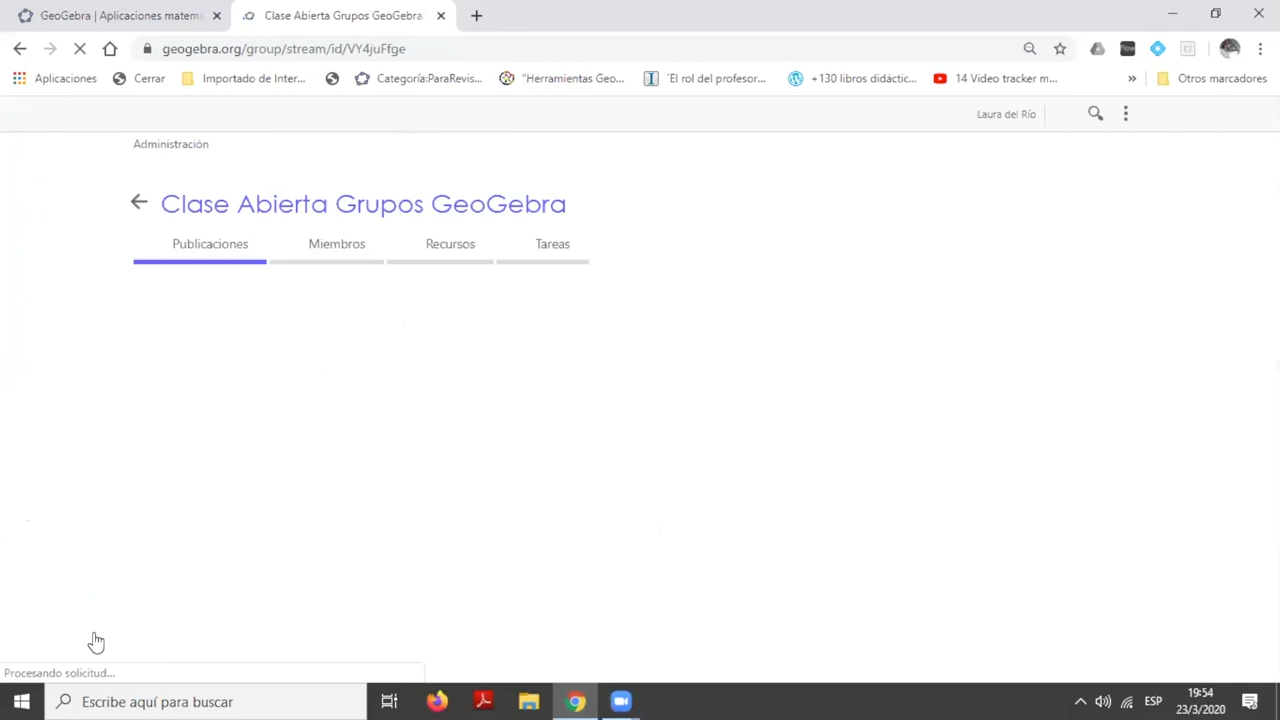 GeoGebra | Aplicaciones matem
Clase Abierta Grupos GeoGebra
geogebra.org/group/stream/id/VY4juFfge
Aplicaciones
Cerrar
Importado de Inter...
Categoría:ParaRevis...
"Herramientas Geo...
´El rol del profesor...
+130 libros didáctic...
14 Video tracker m...
»
Otros marcadores
Laura del Río
Administración
Clase Abierta Grupos GeoGebra
Publicaciones
Miembros
Recursos
Tareas
Procesando solicitud...
Escribe aquí para buscar
ESP
19:54
23/3/2020